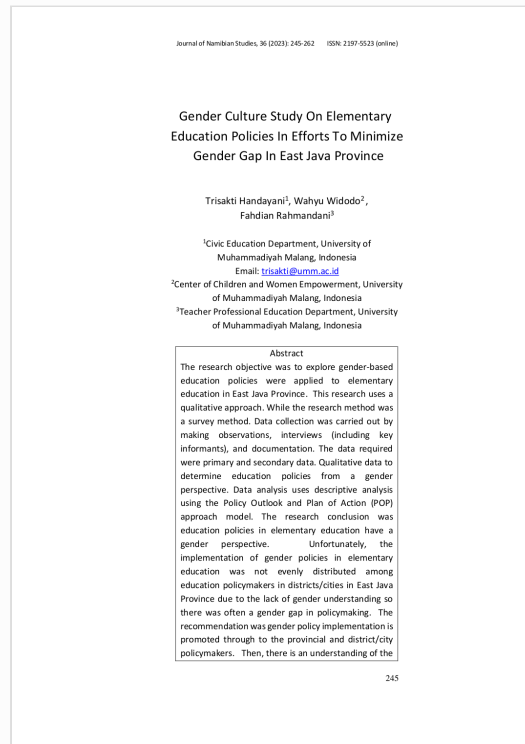 Journal of Namibian Studies, 36 (2023): 245-262 ISSN: 2197-5523 (online)
Gender Culture Study On Elementary
Education Policies In Efforts To Minimize
Gender Gap In East Java Province
Trisakti Handayani1, Wahyu Widodo2,
Fahdian Rahmandani3
1Civic Education Department, University of
Muhammadiyah Malang, Indonesia
Email: trisakti@umm.ac.id
2Center of Children and Women Empowerment, University
of Muhammadiyah Malang, Indonesia
3Teacher Professional Education Department, University
of Muhammadiyah Malang, Indonesia
Abstract
The research objective was to explore gender-based
education policies were applied to elementary
education in East Java Province. This research uses a
qualitative approach. While the research method was
a survey method. Data collection was carried out by
making observations, interviews (including key
informants), and documentation. The data required
were primary and secondary data. Qualitative data to
determine education policies from a gender
perspective. Data analysis uses descriptive analysis
using the Policy Outlook and Plan of Action (POP)
approach model. The research conclusion was
education policies in elementary education have a
gender perspective. Unfortunately, the
implementation of gender policies in elementary
education was not evenly distributed among
education policymakers in districts/cities in East Java
Province due to the lack of gender understanding so
there was often a gender gap in policymaking. The
recommendation was gender policy implementation is
promoted through to the provincial and district/city
policymakers. Then, there is an understanding of the
245